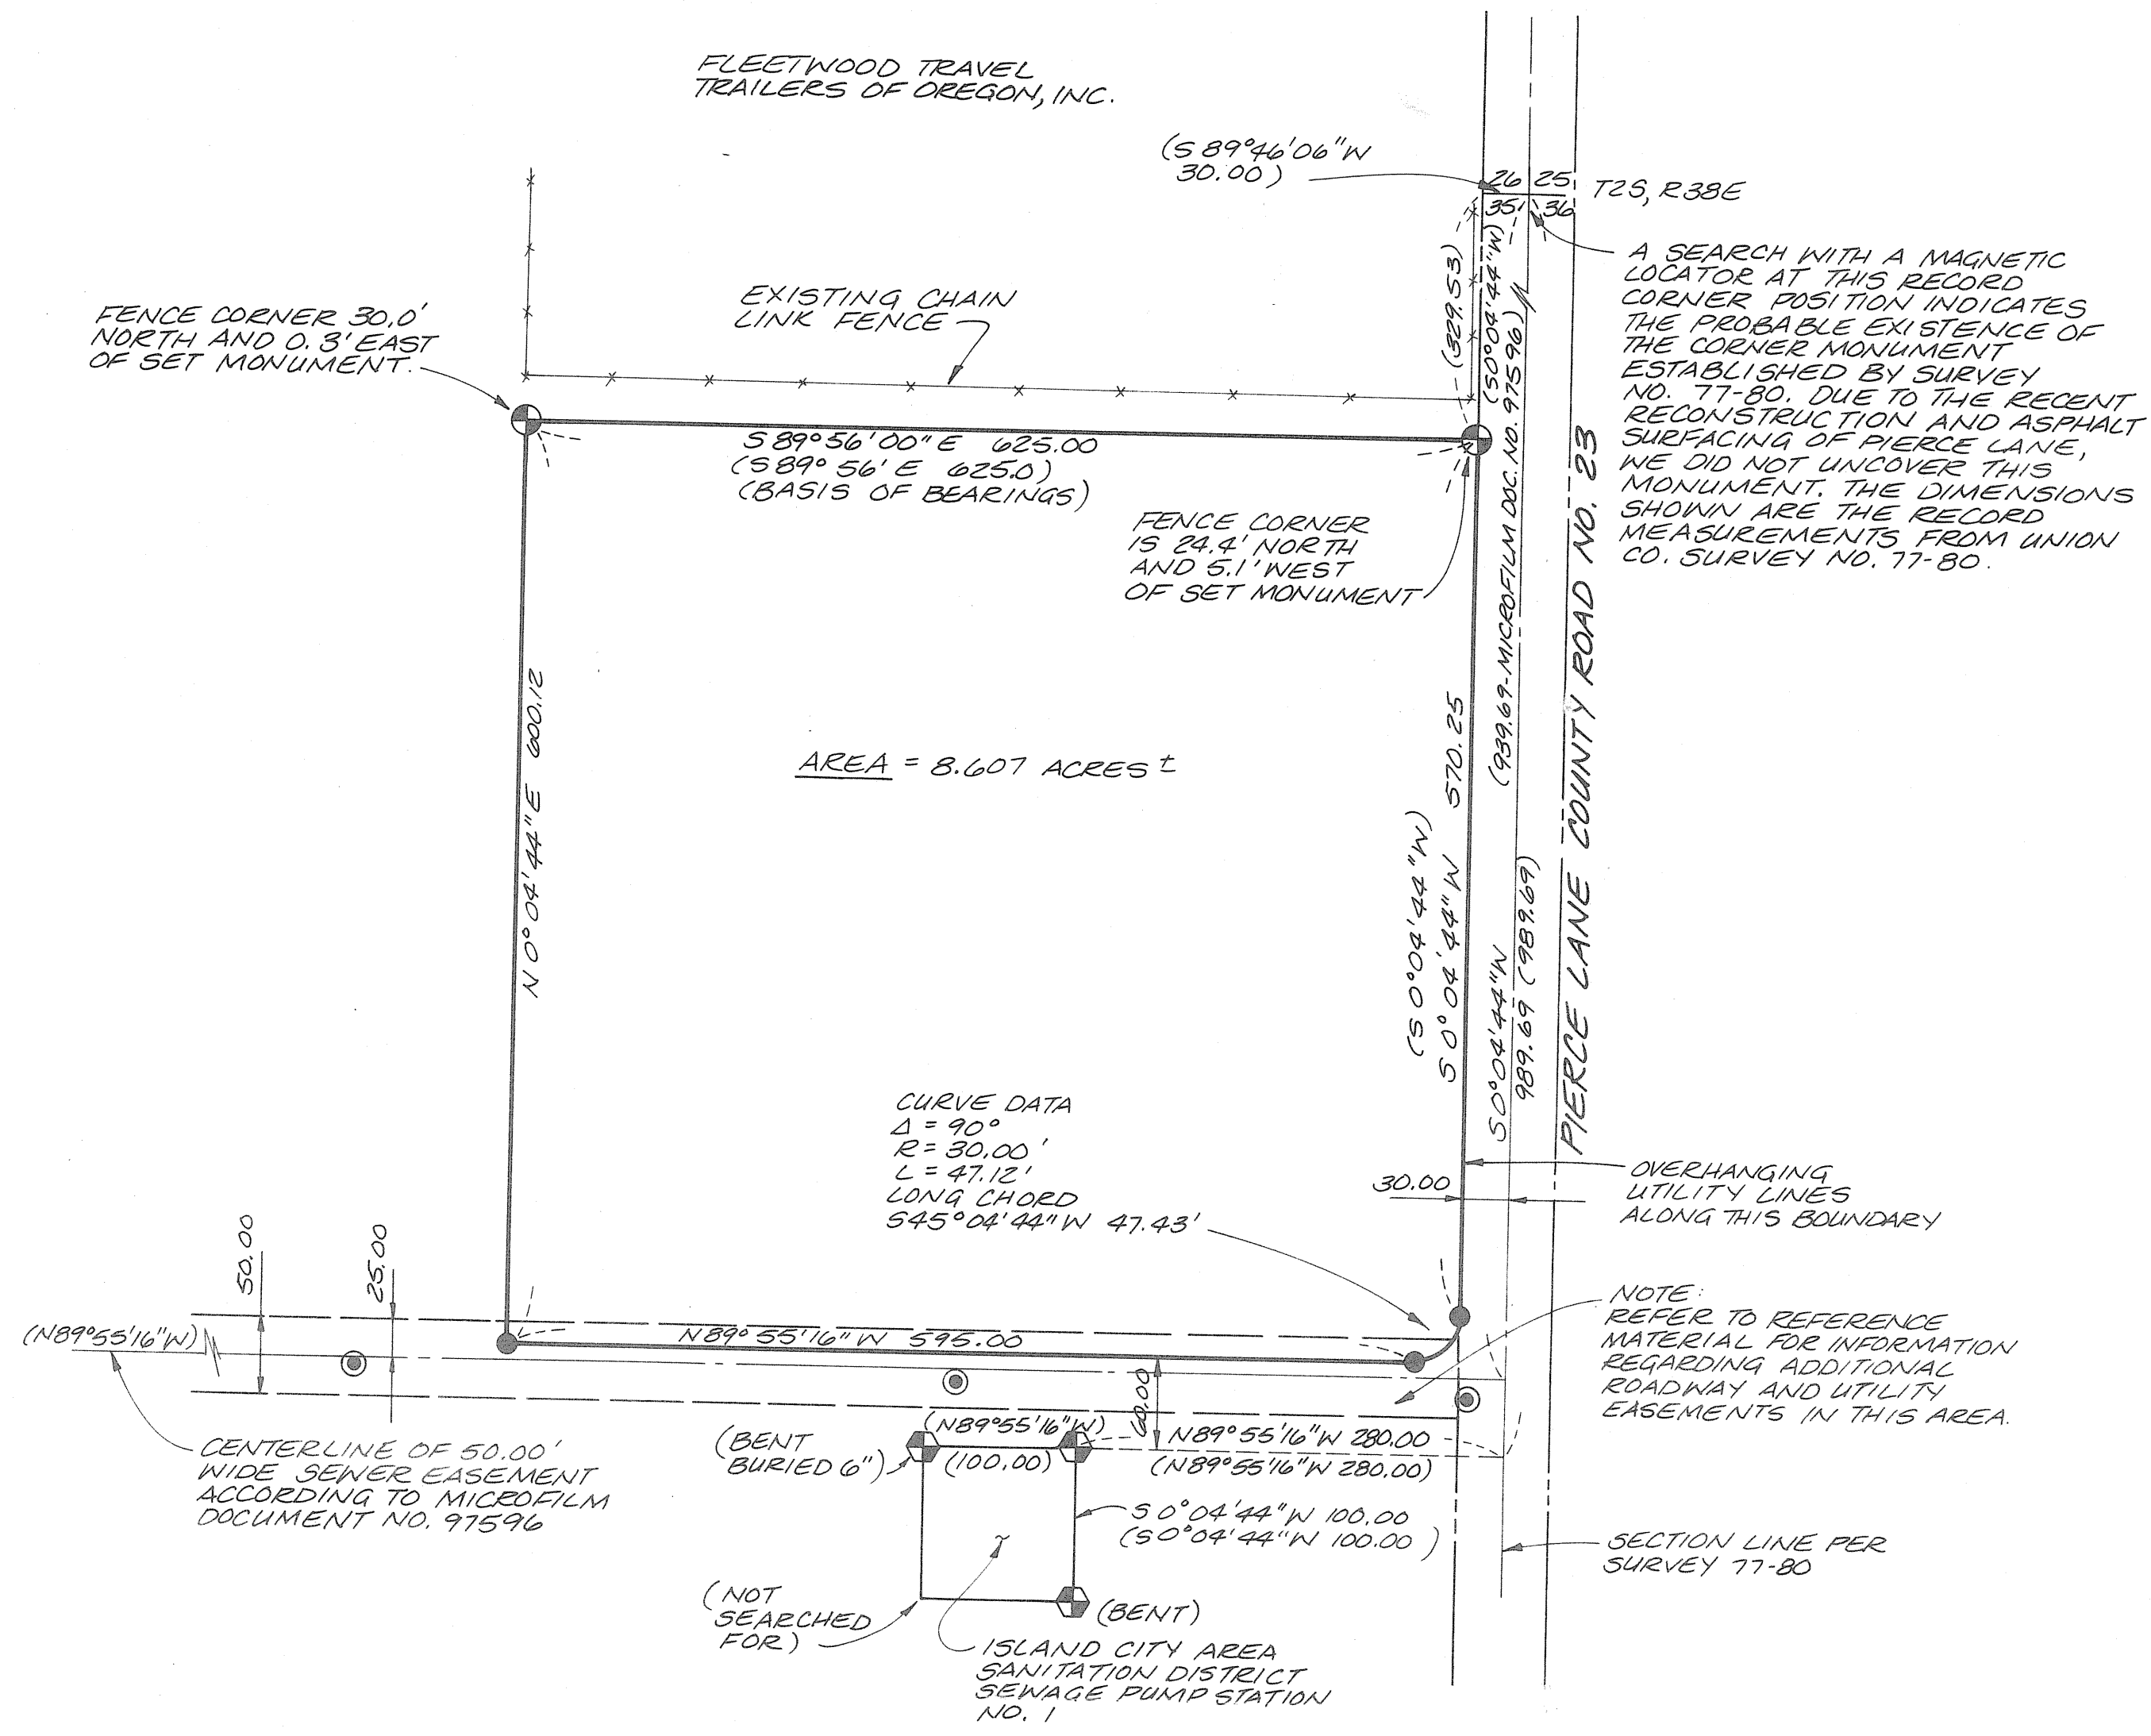 FLEETWOOD TRAVEL
TRAILERS OF OREGON, INC.
(S 89°46'06"W
30.00)
26 25
35 36
T2S, R38E
A SEARCH WITH A MAGNETIC
LOCATOR AT THIS RECORD
CORNER POSITION INDICATES
THE PROBABLE EXISTENCE OF
THE CORNER MONUMENT
ESTABLISHED BY SURVEY
NO. 77-80. DUE TO THE RECENT
RECONSTRUCTION AND ASPHALT
SURFACING OF PIERCE LANE,
WE DID NOT UNCOVER THIS
MONUMENT. THE DIMENSIONS
SHOWN ARE THE RECORD
MEASUREMENTS FROM UNION
CO. SURVEY NO. 77-80.
FENCE CORNER 30.0'
NORTH AND 0.3' EAST
OF SET MONUMENT.
EXISTING CHAIN
LINK FENCE
(329.53)
(S0°04'44"W)
(939.69-MICROFILM DOC. NO. 97596)
S 89°56'00"E 625.00
(S89°56'E 625.0)
(BASIS OF BEARINGS)
FENCE CORNER
IS 24.4' NORTH
AND 5.1' WEST
OF SET MONUMENT
PIERCE LANE COUNTY ROAD NO. 23
N 0°04'44"E 600.12
AREA = 8.607 ACRES ±
(S 0°04'44"W)
S 0°04'44"W 570.25
S0°04'44"W
989.69 (989.69)
CURVE DATA
Δ = 90°
R = 30.00'
L = 47.12'
LONG CHORD
S45°04'44"W 47.43'
30.00
OVERHANGING
UTILITY LINES
ALONG THIS BOUNDARY
50.00
25.00
(N89°55'16"W)
N89°55'16"W 595.00
NOTE:
REFER TO REFERENCE
MATERIAL FOR INFORMATION
REGARDING ADDITIONAL
ROADWAY AND UTILITY
EASEMENTS IN THIS AREA.
CENTERLINE OF 50.00'
WIDE SEWER EASEMENT
ACCORDING TO MICROFILM
DOCUMENT NO. 97596
(BENT
BURIED 6")
(N89°55'16"W)
(100.00)
60.00
N89°55'16"W 280.00
(N89°55'16"W 280.00)
S 0°04'44"W 100.00
(S0°04'44"W 100.00)
SECTION LINE PER
SURVEY 77-80
(NOT
SEARCHED
FOR)
(BENT)
ISLAND CITY AREA
SANITATION DISTRICT
SEWAGE PUMP STATION
NO. 1